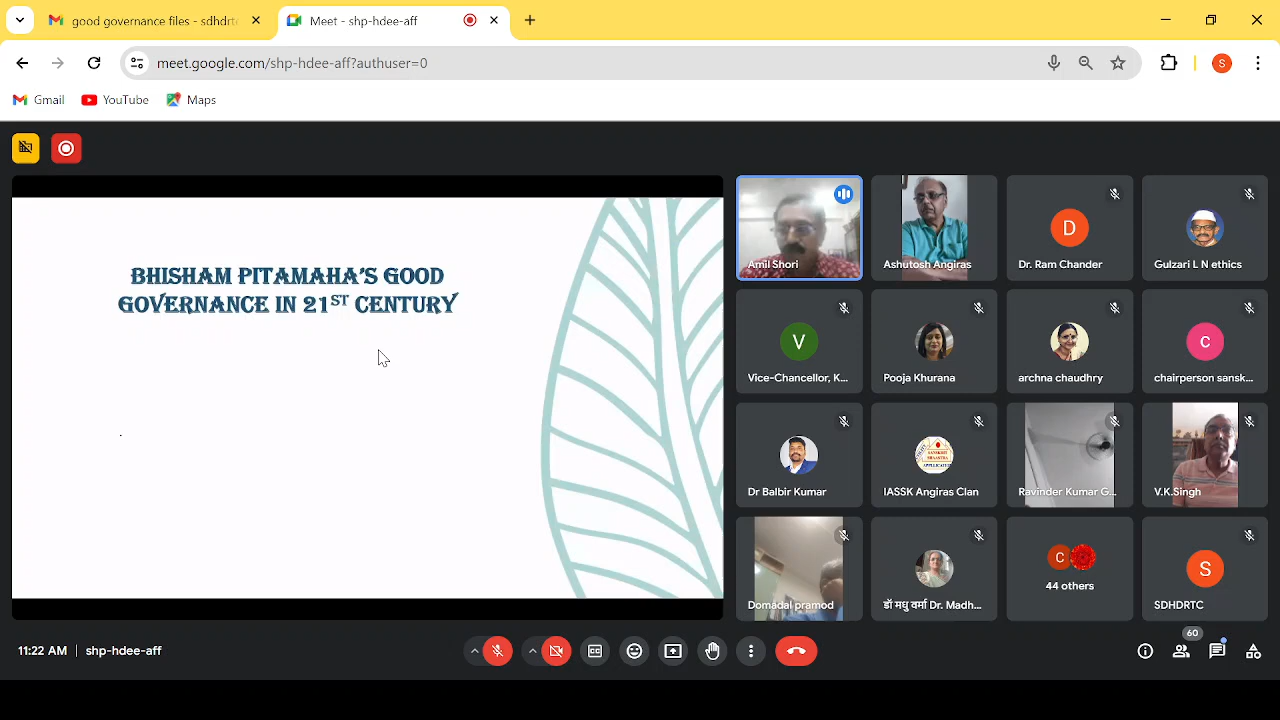 good governance files - sdhdrt
Meet - shp-hdee-aff
meet.google.com/shp-hdee-aff?authuser=0
S
Gmail
YouTube
Maps
BHISHAM PITAMAHA'S GOOD
GOVERNANCE IN 21ST CENTURY
Amil Shori
Ashutosh Angiras
D
Dr. Ram Chander
Gulzari L N ethics
V
Vice-Chancellor, K...
Pooja Khurana
archna chaudhry
c
chairperson sansk...
Dr Balbir Kumar
IASSK Angiras Clan
Ravinder Kumar G...
V.K.Singh
Domadal pramod
डॉ मधु वर्मा Dr. Madh...
C
44 others
S
SDHDRTC
11:22 AM | shp-hdee-aff
60